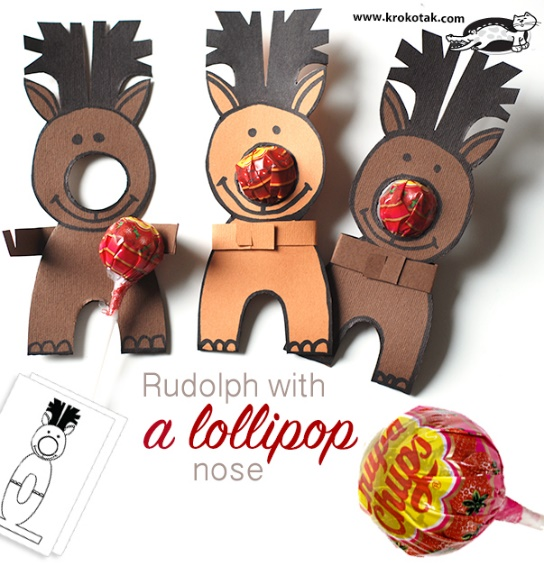 www.krokotak.com
Rudolph with
a lollipop
nose
Chupa
Chups